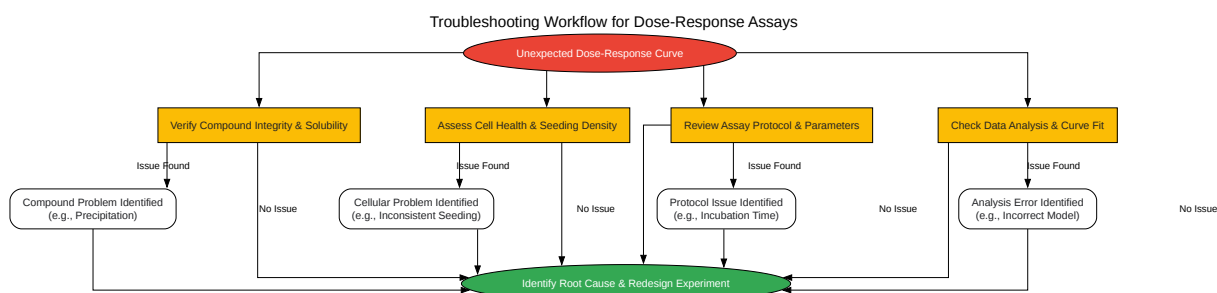 Troubleshooting Workflow for Dose-Response Assays
Unexpected Dose-Response Curve
Verify Compound Integrity & Solubility
Assess Cell Health & Seeding Density
Review Assay Protocol & Parameters
Check Data Analysis & Curve Fit
Issue Found
Issue Found
Issue Found
Issue Found
Compound Problem Identified
(e.g., Precipitation)
No Issue
Cellular Problem Identified
(e.g., Inconsistent Seeding)
No Issue
Protocol Issue Identified
(e.g., Incubation Time)
No Issue
Analysis Error Identified
(e.g., Incorrect Model)
No Issue
Identify Root Cause & Redesign Experiment